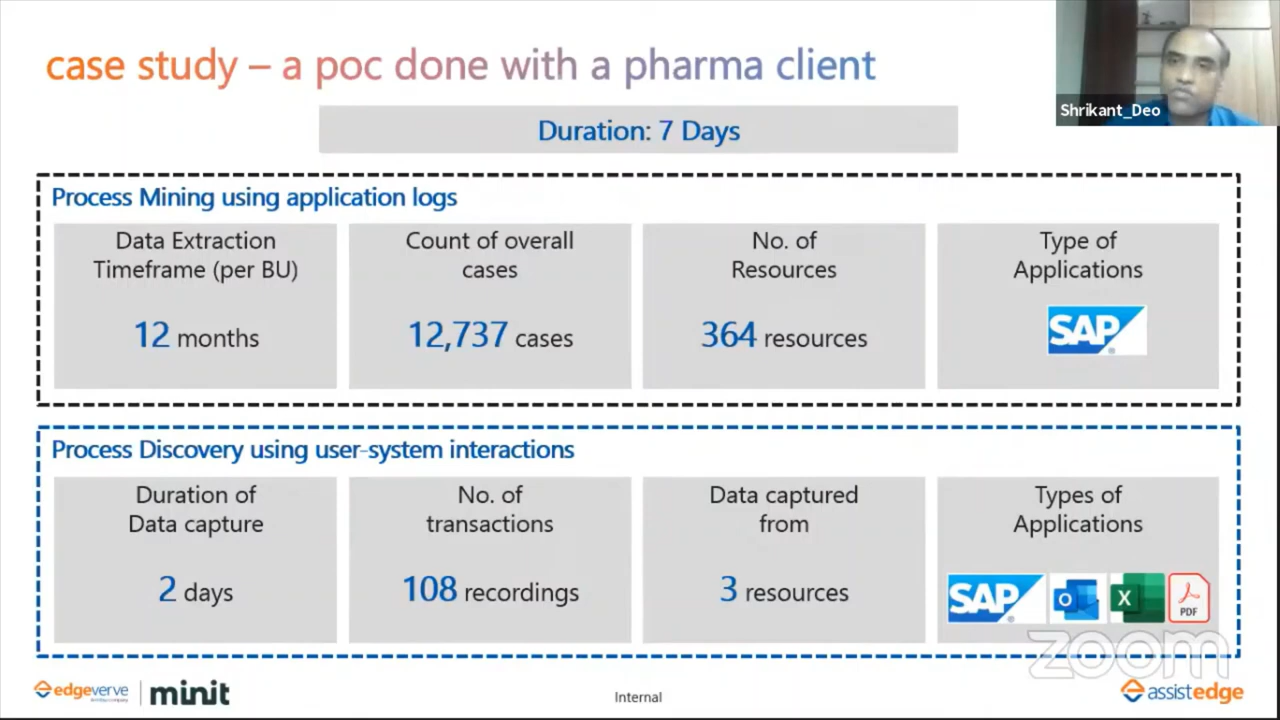 case study – a poc done with a pharma client
Shrikant_Deo
Duration: 7 Days
Process Mining using application logs
Data Extraction
Timeframe (per BU)
12 months
Count of overall
cases
12,737 cases
No. of
Resources
364 resources
Type of
Applications
SAP
Process Discovery using user-system interactions
Duration of
Data capture
2 days
No. of
transactions
108 recordings
Data captured
from
3 resources
Types of
Applications
SAP
O
X
PDF
zoom
edgeverve
minit
Internal
assistedge